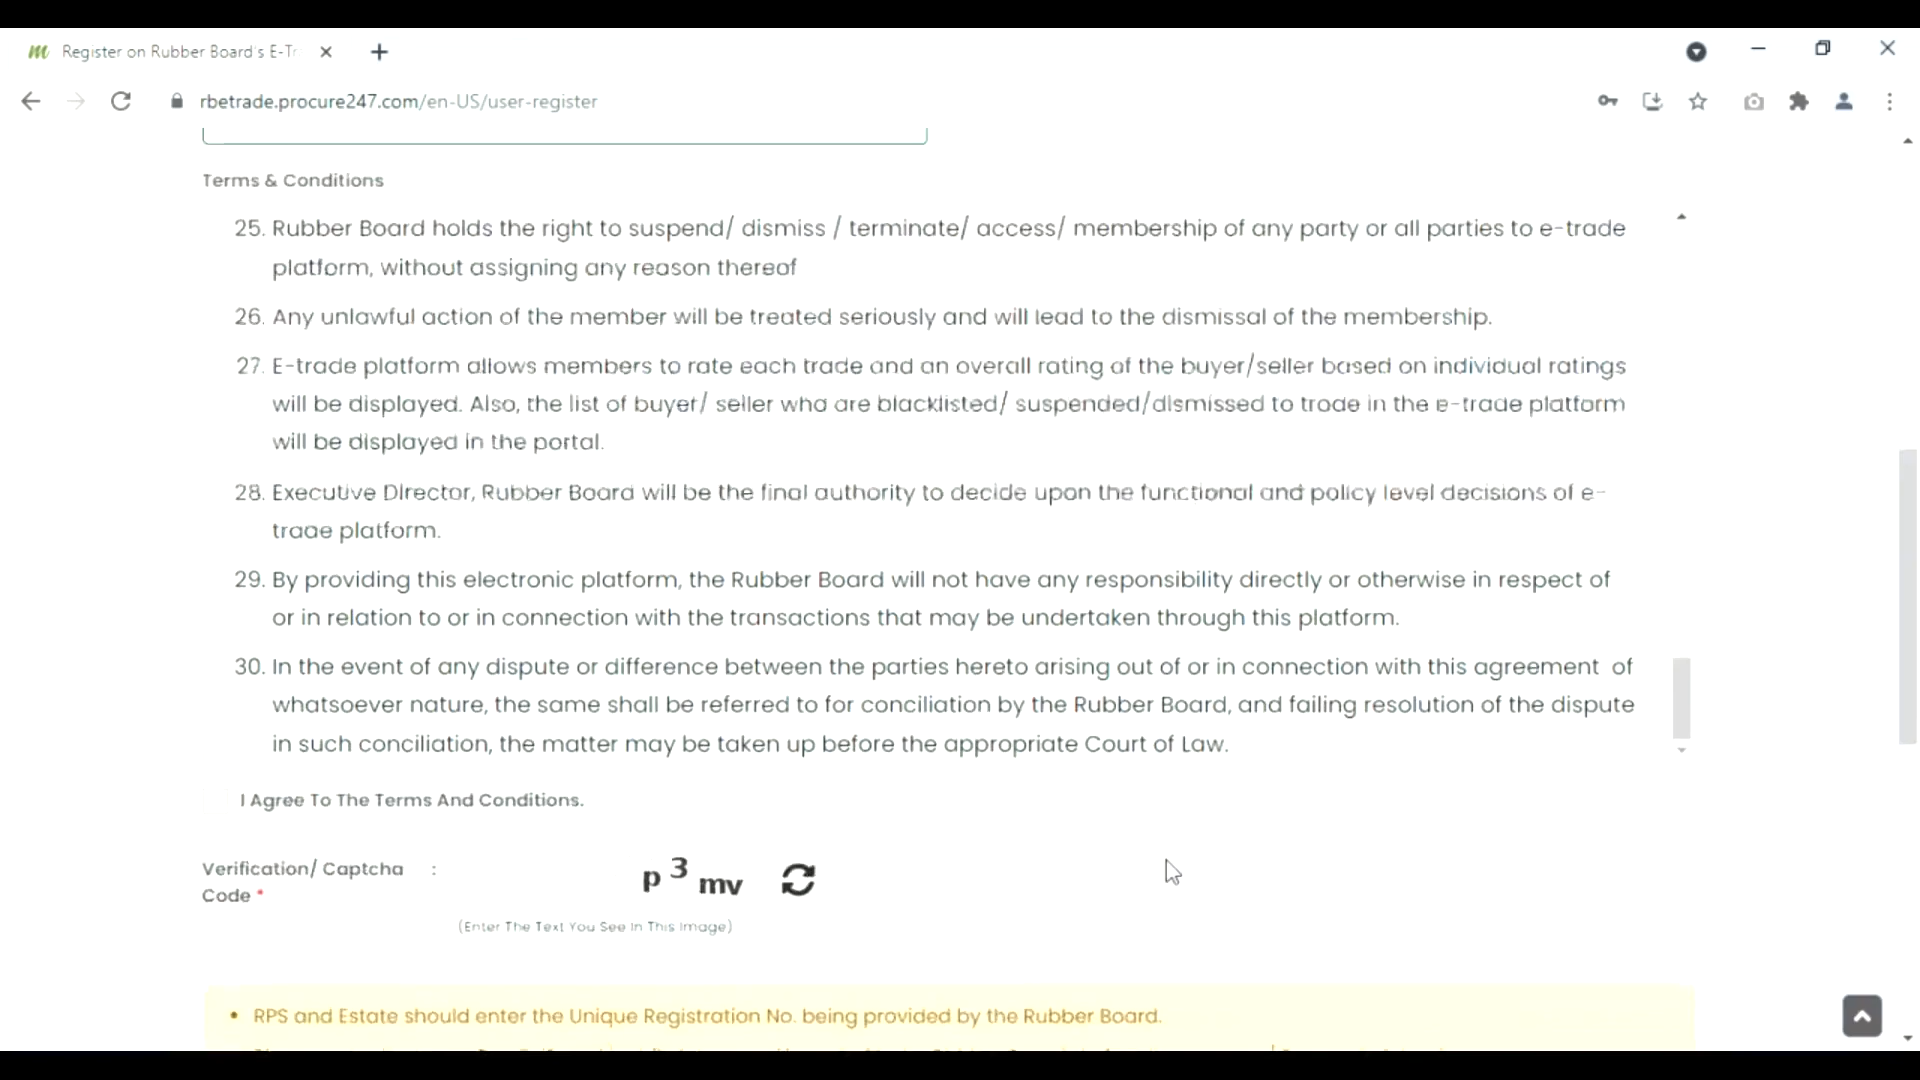 m Register on Rubber Board's E-Tr
rbetrade.procure247.com/en-US/user-register
Terms & Conditions
25. Rubber Board holds the right to suspend/ dismiss / terminate/ access/ membership of any party or all parties to e-trade
platform, without assigning any reason thereof
26. Any unlawful action of the member will be treated seriously and will lead to the dismissal of the membership.
27. E-trade platform allows members to rate each trade and an overall rating of the buyer/seller based on individual ratings
will be displayed. Also, the list of buyer/ seller who are blacklisted/ suspended/dismissed to trade in the e-trade platform
will be displayed in the portal.
28. Executive Director, Rubber Board will be the final authority to decide upon the functional and policy level decisions of e-
trade platform.
29. By providing this electronic platform, the Rubber Board will not have any responsibility directly or otherwise in respect of
or in relation to or in connection with the transactions that may be undertaken through this platform.
30. In the event of any dispute or difference between the parties hereto arising out of or in connection with this agreement of
whatsoever nature, the same shall be referred to for conciliation by the Rubber Board, and failing resolution of the dispute
in such conciliation, the matter may be taken up before the appropriate Court of Law.
I Agree To The Terms And Conditions.
Verification/ Captcha :
Code *
p 3 mv
(Enter The Text You See In This Image)
• RPS and Estate should enter the Unique Registration No. being provided by the Rubber Board.